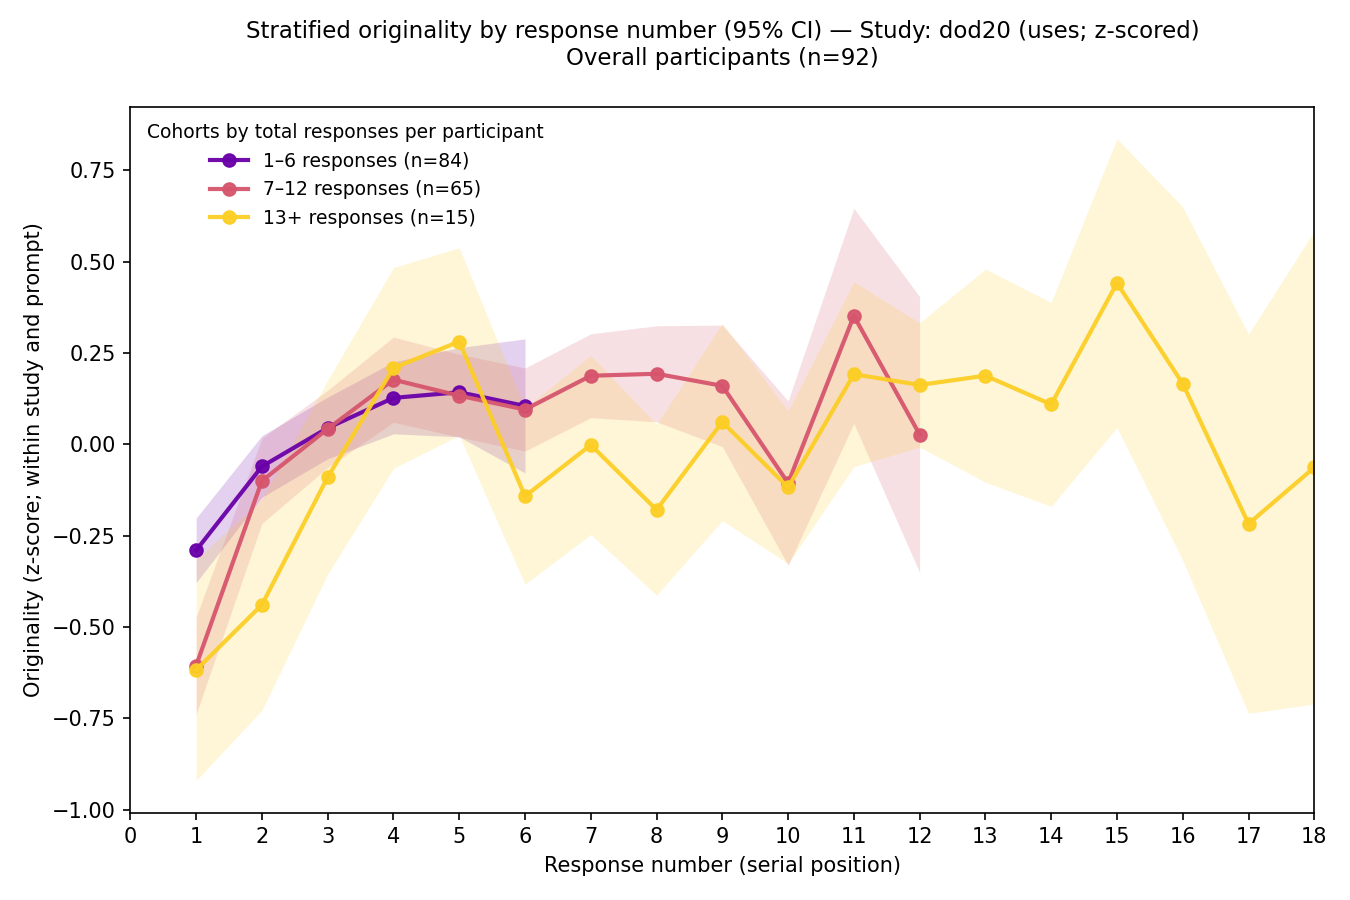 Stratified originality by response number (95% CI) — Study: dod20 (uses; z-scored)
Overall participants (n=92)
Cohorts by total responses per participant
1–6 responses (n=84)
7–12 responses (n=65)
13+ responses (n=15)
Originality (z-score; within study and prompt)
0.75
0.50
0.25
0.00
−0.25
−0.50
−0.75
−1.00
0 1 2 3 4 5 6 7 8 9 10 11 12 13 14 15 16 17 18
Response number (serial position)